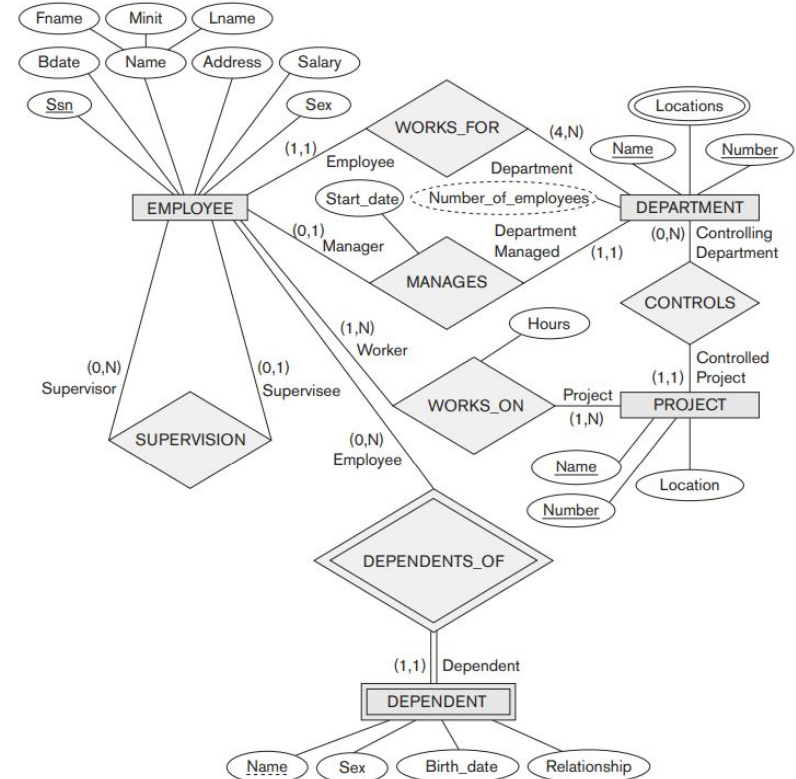 Fname Minit Lname
Bdate Name Address Salary
Ssn Sex
WORKS_FOR
Locations
(1,1)
Employee
(4,N)
Department
Name Number
EMPLOYEE
Start_date
Number_of_employees
DEPARTMENT
(0,1)
Manager
Department
Managed
(1,1)
MANAGES
(0,N)
Controlling
Department
CONTROLS
Hours
(1,N)
Worker
(0,N)
Supervisor
(0,1)
Supervisee
Controlled
Project
(1,1)
SUPERVISION
WORKS_ON
Project
(1,N)
PROJECT
(0,N)
Employee
Name
Location
Number
DEPENDENTS_OF
(1,1)
Dependent
DEPENDENT
Name Sex Birth_date Relationship